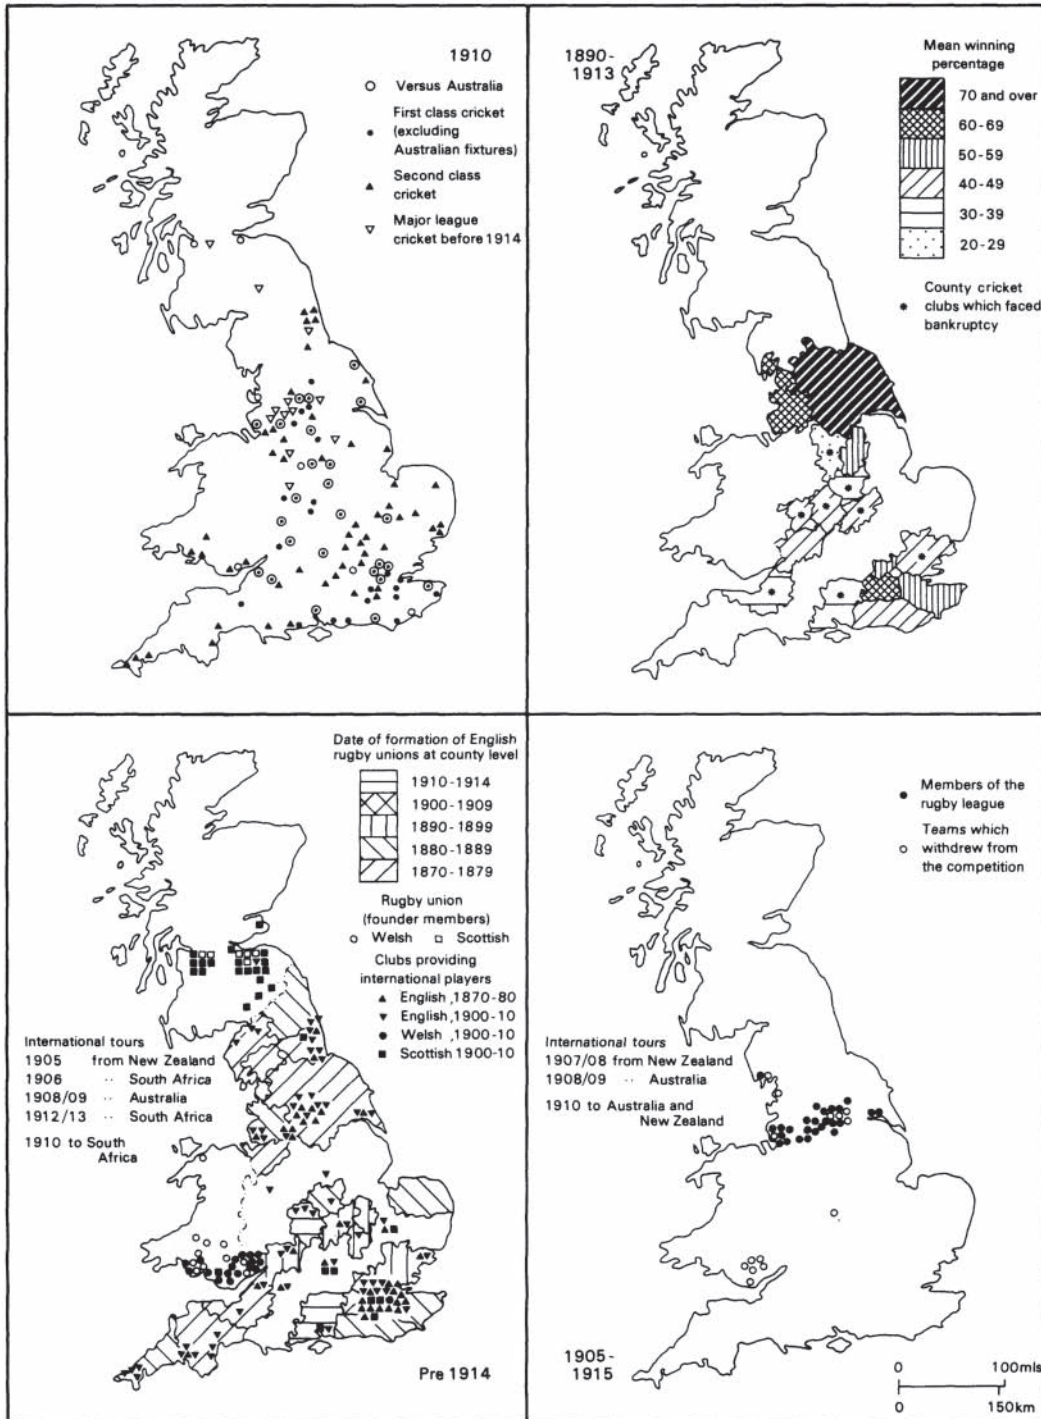 1910
Versus Australia
First class cricket
(excluding
Australian fixtures)
Second class
cricket
Major league
cricket before 1914
1890-
1913
Mean winning
percentage
70 and over
60-69
50-59
40-49
30-39
20-29
County cricket
clubs which faced
bankruptcy
Date of formation of English
rugby unions at county level
1910-1914
1900-1909
1890-1899
1880-1889
1870-1879
Rugby union
(founder members)
Welsh Scottish
Clubs providing
international players
English ,1870-80
English ,1900-10
Welsh ,1900-10
Scottish 1900-10
International tours
1905 from New Zealand
1906 ·· South Africa
1908/09 ·· Australia
1912/13 ·· South Africa
1910 to South
Africa
Pre 1914
Members of the
rugby league
Teams which
withdrew from
the competition
International tours
1907/08 from New Zealand
1908/09 ·· Australia
1910 to Australia and
New Zealand
1905-
1915
0 100mls
0 150km